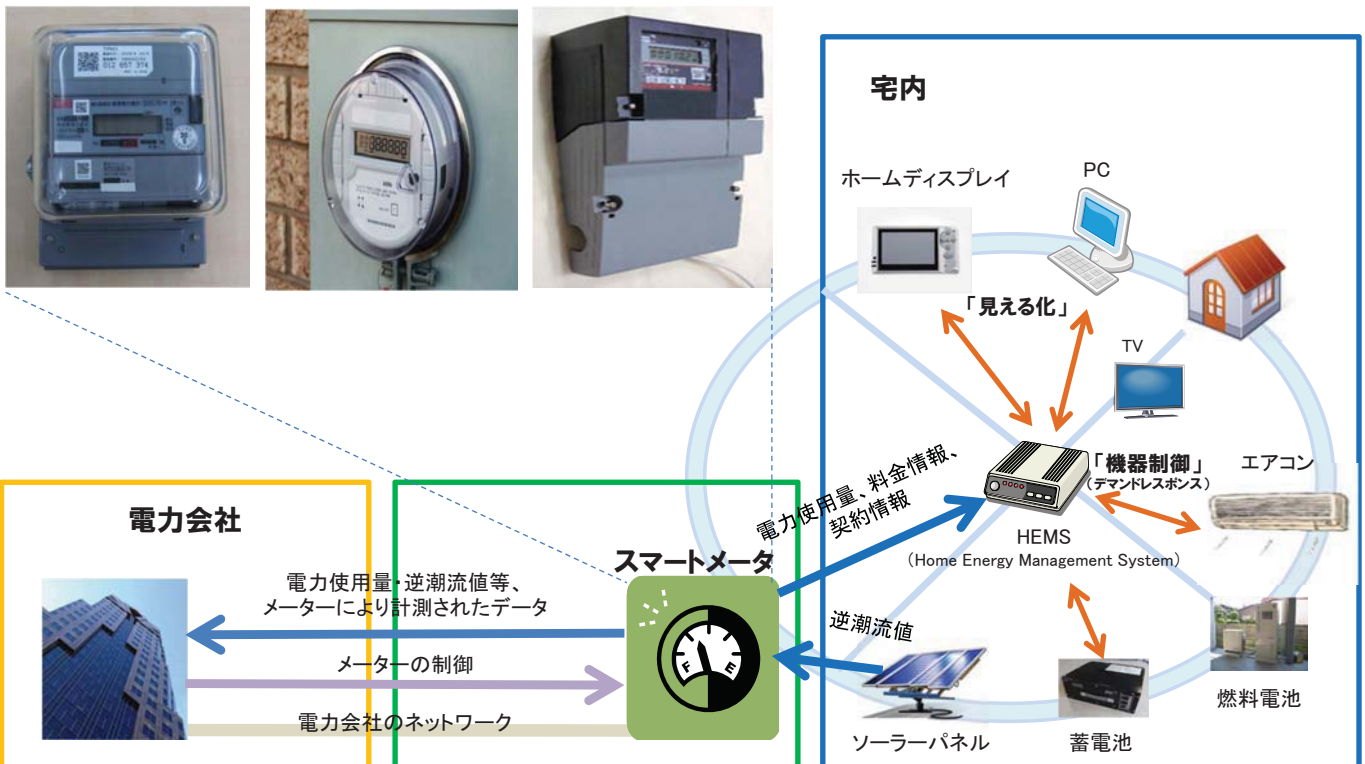 012 657 374
宅内
ホームディスプレイ
PC
「見える化」
TV
「機器制御」
(デマンドレスポンス)
エアコン
電力使用量、料金情報、
契約情報
HEMS
(Home Energy Management System)
電力会社
スマートメータ
電力使用量・逆潮流値等、
メーターにより計測されたデータ
メーターの制御
電力会社のネットワーク
F E
逆潮流値
ソーラーパネル
蓄電池
燃料電池